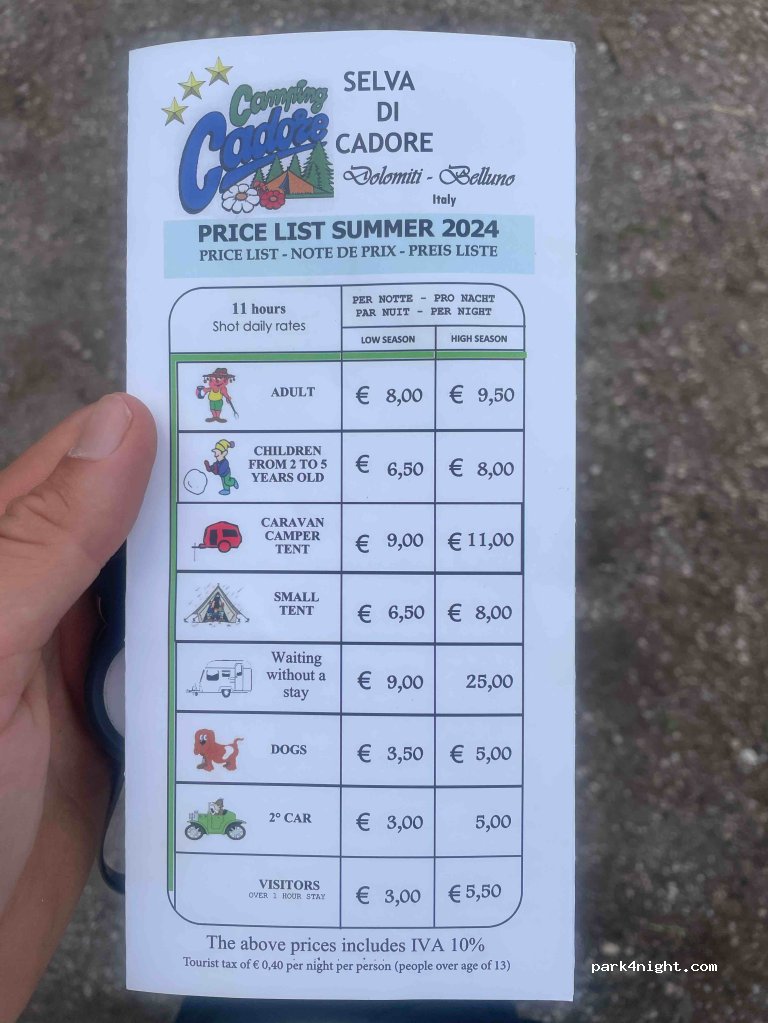 Camping
Cadore
SELVA
DI
CADORE
Dolomiti - Belluno
Italy
PRICE LIST SUMMER 2024
PRICE LIST - NOTE DE PRIX - PREIS LISTE
11 hours
Shot daily rates
PER NOTTE - PRO NACHT
PAR NUIT - PER NIGHT
LOW SEASON
HIGH SEASON
ADULT € 8,00 € 9,50
CHILDREN
FROM 2 TO 5
YEARS OLD
€ 6,50 € 8,00
CARAVAN
CAMPER
TENT
€ 9,00 € 11,00
SMALL
TENT
€ 6,50 € 8,00
Waiting
without a
stay
€ 9,00 25,00
DOGS € 3,50 € 5,00
2° CAR € 3,00 5,00
VISITORS
OVER 1 HOUR STAY
€ 3,00 € 5,50
The above prices includes IVA 10%
Tourist tax of € 0,40 per night per person (people over age of 13)
park4night.com